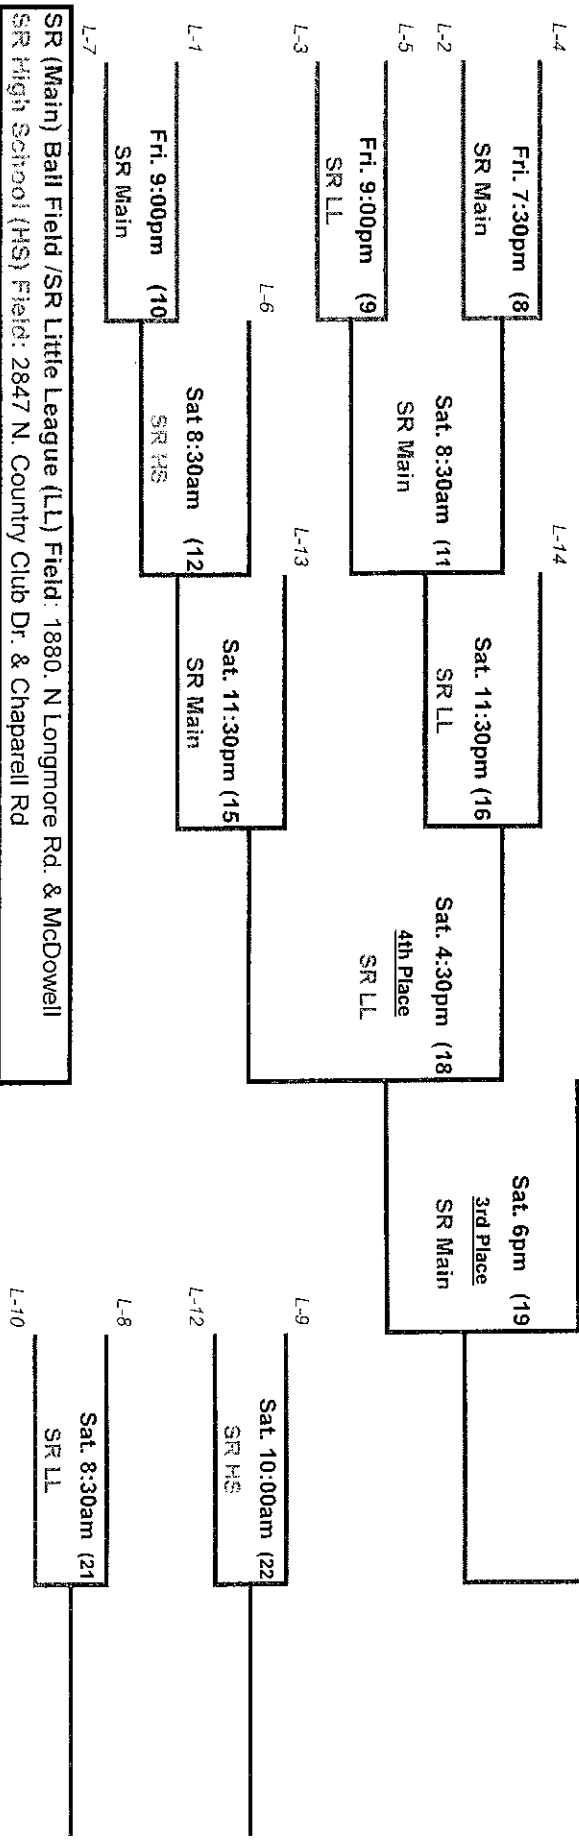 L-4
Fri. 7:30pm (8
SR Main
L-2
L-5
Fri. 9:00pm (9
SR LL
L-3
L-1
Fri. 9:00pm (10
SR Main
L-7
Sat. 8:30am (11
SR Main
L-6
Sat 8:30am (12
SR HS
L-14
Sat. 11:30pm (16
SR LL
L-13
Sat. 11:30pm (15
SR Main
Sat. 4:30pm (18
4th Place
SR LL
Sat. 6pm (19
3rd Place
SR Main
L-9
Sat. 10:00am (22
SR HS
L-12
L-8
Sat. 8:30am (21
SR LL
L-10
SR (Main) Ball Field /SR Little League (LL) Field: 1880. N Longmore Rd. & McDowell
SR High School (HS) Field: 2847 N. Country Club Dr. & Chaparell Rd